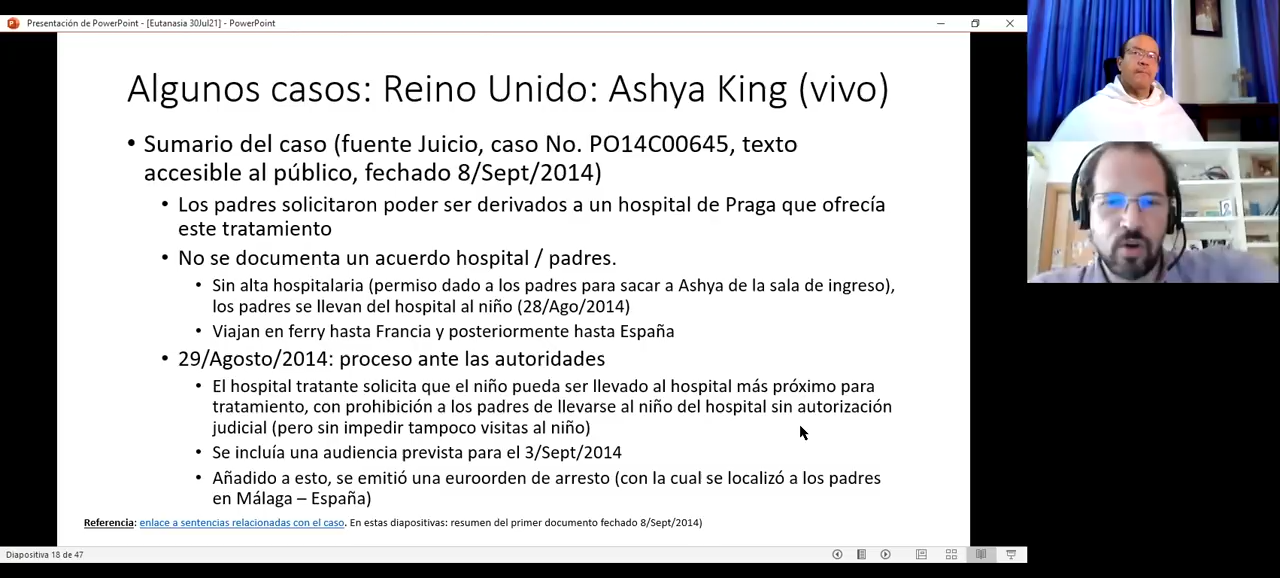 Presentación de PowerPoint - [Eutanasia 30Jul21] - PowerPoint
Algunos casos: Reino Unido: Ashya King (vivo)
• Sumario del caso (fuente Juicio, caso No. PO14C00645, texto
accesible al público, fechado 8/Sept/2014)
• Los padres solicitaron poder ser derivados a un hospital de Praga que ofrecía
este tratamiento
• No se documenta un acuerdo hospital / padres.
• Sin alta hospitalaria (permiso dado a los padres para sacar a Ashya de la sala de ingreso),
los padres se llevan del hospital al niño (28/Ago/2014)
• Viajan en ferry hasta Francia y posteriormente hasta España
• 29/Agosto/2014: proceso ante las autoridades
• El hospital tratante solicita que el niño pueda ser llevado al hospital más próximo para
tratamiento, con prohibición a los padres de llevarse al niño del hospital sin autorización
judicial (pero sin impedir tampoco visitas al niño)
• Se incluía una audiencia prevista para el 3/Sept/2014
• Añadido a esto, se emitió una euroorden de arresto (con la cual se localizó a los padres
en Málaga – España)
Referencia: enlace a sentencias relacionadas con el caso. En estas diapositivas: resumen del primer documento fechado 8/Sept/2014)
Diapositiva 18 de 47